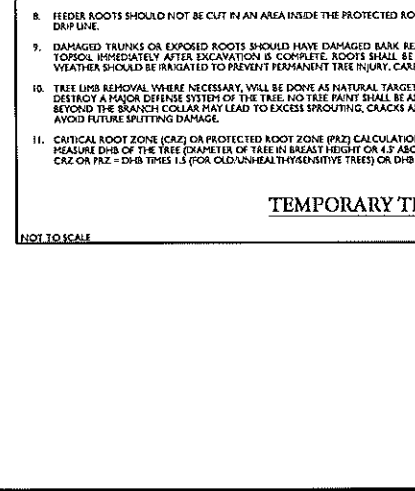 8. FEEDER ROOTS SHOULD NOT BE CUT IN AN AREA INSIDE THE PROTECTED RO
DRIP LINE.
9. DAMAGED TRUNKS OR EXPOSED ROOTS SHOULD HAVE DAMAGED BARK RE
TOPSOIL IMMEDIATELY AFTER EXCAVATION IS COMPLETE. ROOTS SHALL BE
WEATHER SHOULD BE IRRIGATED TO PREVENT PERMANENT TREE INJURY. CAR
10. TREE LIMB REMOVAL WHERE NECESSARY, WILL BE DONE AS NATURAL TARGET
DESTROY A MAJOR DEFENSE SYSTEM OF THE TREE. NO TREE PAINT SHALL BE A
BEYOND THE BRANCH COLLAR MAY LEAD TO EXCESS SPROUTING, CRACKS A
AVOID FUTURE SPLITTING DAMAGE.
11. CRITICAL ROOT ZONE (CRZ) OR PROTECTED ROOT ZONE (PRZ) CALCULATIO
MEASURE DHB OF THE TREE (DIAMETER OF TREE IN BREAST HEIGHT OR 4.5' ABO
CRZ OR PRZ = DHB TIMES 1.5 (FOR OLD/UNHEALTHY/SENSITIVE TREES) OR DHB
TEMPORARY T
NOT TO SCALE